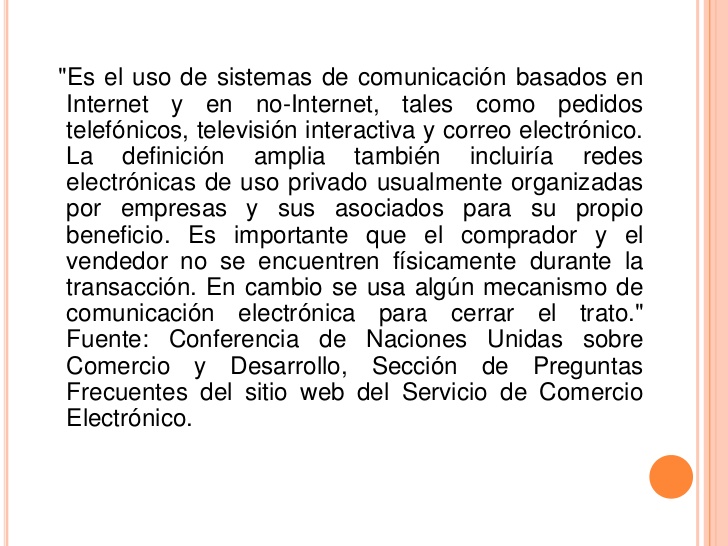 "Es el uso de sistemas de comunicación basados en
Internet y en no-Internet, tales como pedidos
telefónicos, televisión interactiva y correo electrónico.
La definición amplia también incluiría redes
electrónicas de uso privado usualmente organizadas
por empresas y sus asociados para su propio
beneficio. Es importante que el comprador y el
vendedor no se encuentren físicamente durante la
transacción. En cambio se usa algún mecanismo de
comunicación electrónica para cerrar el trato."
Fuente: Conferencia de Naciones Unidas sobre
Comercio y Desarrollo, Sección de Preguntas
Frecuentes del sitio web del Servicio de Comercio
Electrónico.